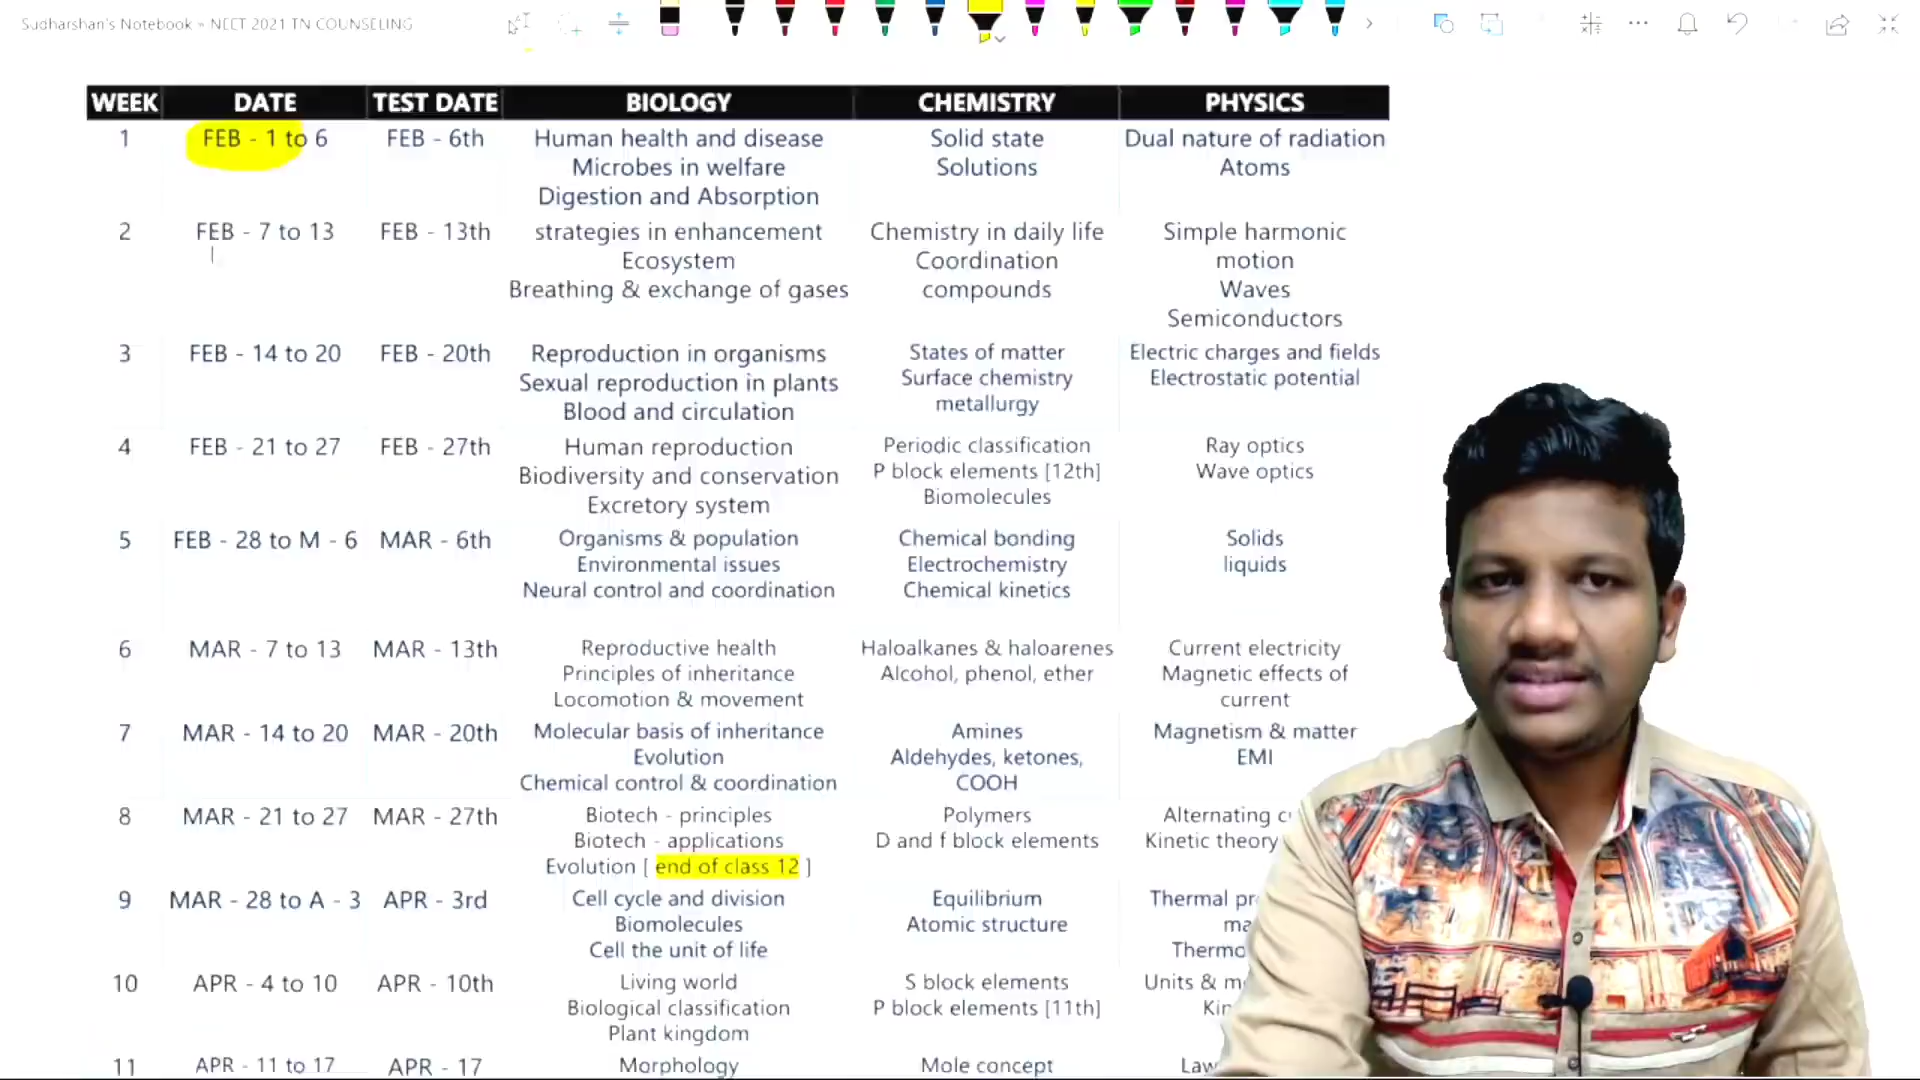 Sudharshan's Notebook » NEET 2021 TN COUNSELING
WEEK DATE TEST DATE BIOLOGY CHEMISTRY PHYSICS
1 FEB - 1 to 6 FEB - 6th Human health and disease Solid state Dual nature of radiation
Microbes in welfare Solutions Atoms
Digestion and Absorption
2 FEB - 7 to 13 FEB - 13th strategies in enhancement Chemistry in daily life Simple harmonic
Ecosystem Coordination motion
Breathing & exchange of gases compounds Waves
Semiconductors
3 FEB - 14 to 20 FEB - 20th Reproduction in organisms States of matter Electric charges and fields
Sexual reproduction in plants Surface chemistry Electrostatic potential
Blood and circulation metallurgy
4 FEB - 21 to 27 FEB - 27th Human reproduction Periodic classification Ray optics
Biodiversity and conservation P block elements [12th] Wave optics
Excretory system Biomolecules
5 FEB - 28 to M - 6 MAR - 6th Organisms & population Chemical bonding Solids
Environmental issues Electrochemistry liquids
Neural control and coordination Chemical kinetics
6 MAR - 7 to 13 MAR - 13th Reproductive health Haloalkanes & haloarenes Current electricity
Principles of inheritance Alcohol, phenol, ether Magnetic effects of
Locomotion & movement current
7 MAR - 14 to 20 MAR - 20th Molecular basis of inheritance Amines Magnetism & matter
Evolution Aldehydes, ketones, EMI
Chemical control & coordination COOH
8 MAR - 21 to 27 MAR - 27th Biotech - principles Polymers Alternating
Biotech - applications D and f block elements Kinetic theory
Evolution [ end of class 12 ]
9 MAR - 28 to A - 3 APR - 3rd Cell cycle and division Equilibrium Thermal
Biomolecules Atomic structure
Cell the unit of life
10 APR - 4 to 10 APR - 10th Living world S block elements Units &
Biological classification P block elements [11th]
Plant kingdom
11 APR - 11 to 17 APR - 17 Morphology Mole concept